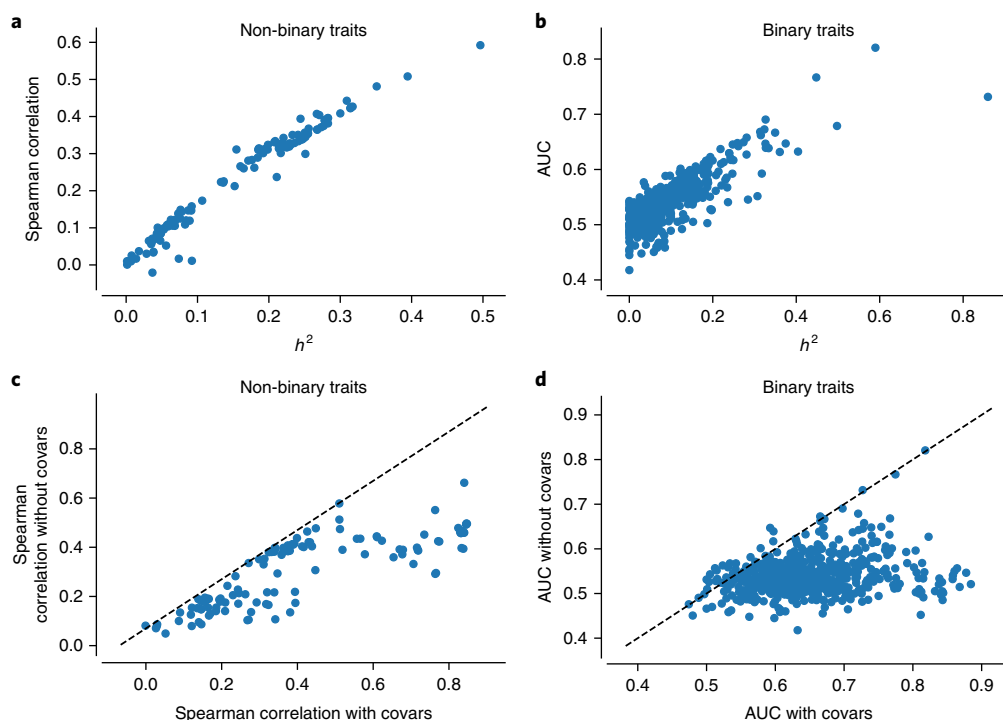 a
Non-binary traits
Spearman correlation
0.6
0.5
0.4
0.3
0.2
0.1
0.0
0.0 0.1 0.2 0.3 0.4 0.5
h²
b
Binary traits
AUC
0.8
0.7
0.6
0.5
0.4
0.0 0.2 0.4 0.6 0.8
h²
c
Non-binary traits
Spearman
correlation without covars
0.8
0.6
0.4
0.2
0.0
0.0 0.2 0.4 0.6 0.8
Spearman correlation with covars
d
Binary traits
AUC without covars
0.9
0.8
0.7
0.6
0.5
0.4
0.4 0.5 0.6 0.7 0.8 0.9
AUC with covars